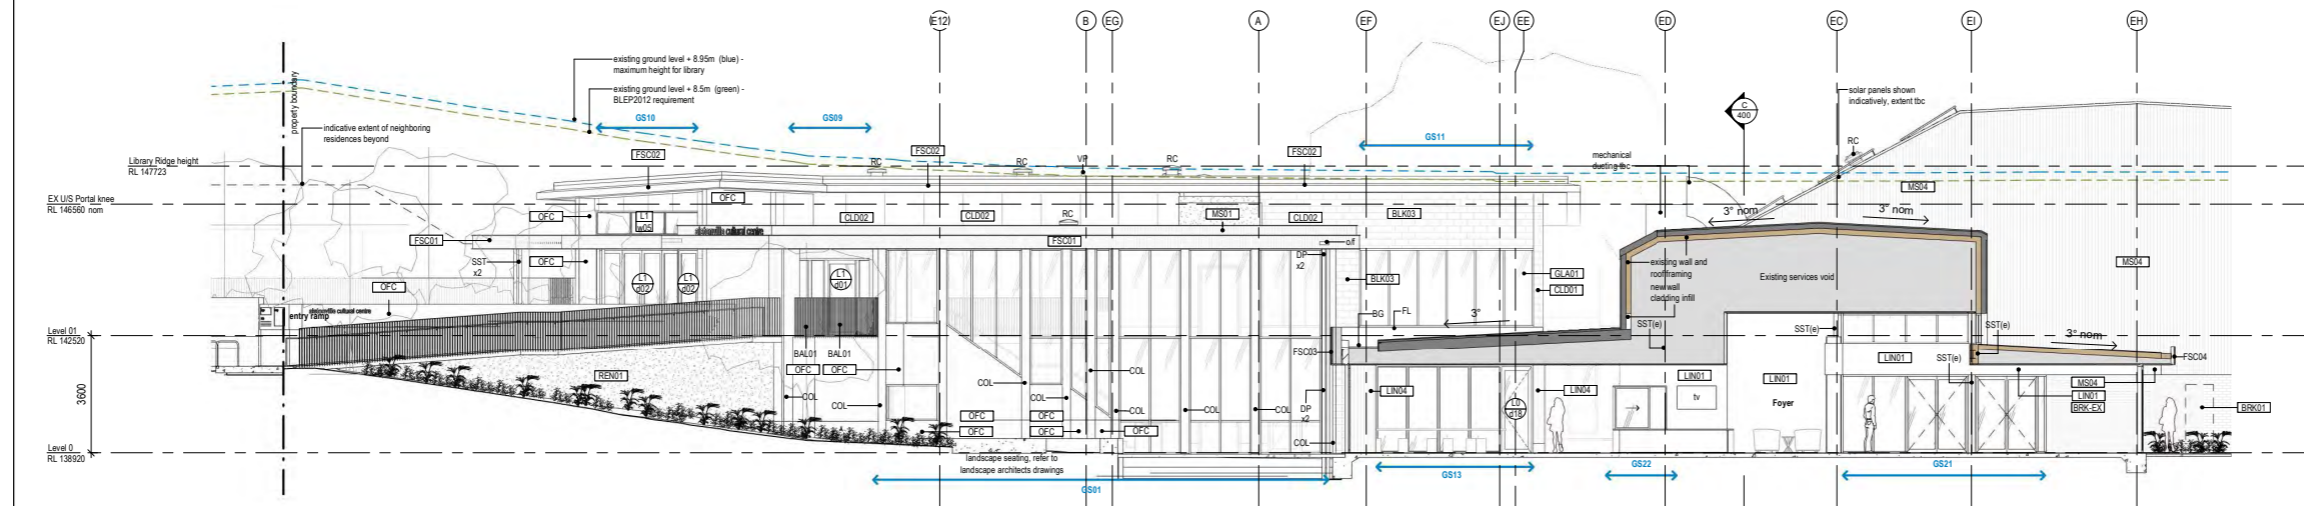 E12
B
EG
A
EF
EJ
EE
ED
EC
EI
EH
existing ground level + 8.95m (blue) -
maximum height for library
existing ground level + 8.5m (green) -
BLEP2012 requirement
property boundary
indicative extent of neighboring
residences beyond
GS10
GS09
GS11
C
400
solar panels shown
indicatively, extent tbc
RC
mechanical
ducting tbc
Library Ridge height
RL 147723
FSC02
RC
FSC02
RC
VP
RC
FSC02
EX U/S Portal knee
RL 146560 nom
OFC
OFC
L1
w05
CLD02
CLD02
RC
MS01
CLD02
BLK03
MS04
3° nom
3° nom
FSC01
cultural centre
FSC01
o/f
SST
x2
OFC
OFC
L1
d02
L1
d02
L1
d01
DP
x2
BLK03
GLA01
CLD01
existing wall and
roof framing
new wall
cladding infill
Existing services void
MS04
cultural centre
entry ramp
BG
FL
3°
SST(e)
SST(e)
SST(e)
3° nom
Level 01
RL 142520
BAL01
BAL01
OFC
OFC
FSC03
SST(e)
LIN01
FSC04
3600
REN01
COL
COL
COL
COL
COL
COL
COL
COL
DP
x2
LIN04
LIN04
L0
d18
LIN01
tv
LIN01
Foyer
MS04
LIN01
BRK-EX
BRK01
OFC
OFC
OFC
OFC
OFC
OFC
COL
Level 0
RL 138920
landscape seating, refer to
landscape architects drawings
GS01
GS13
GS22
GS21